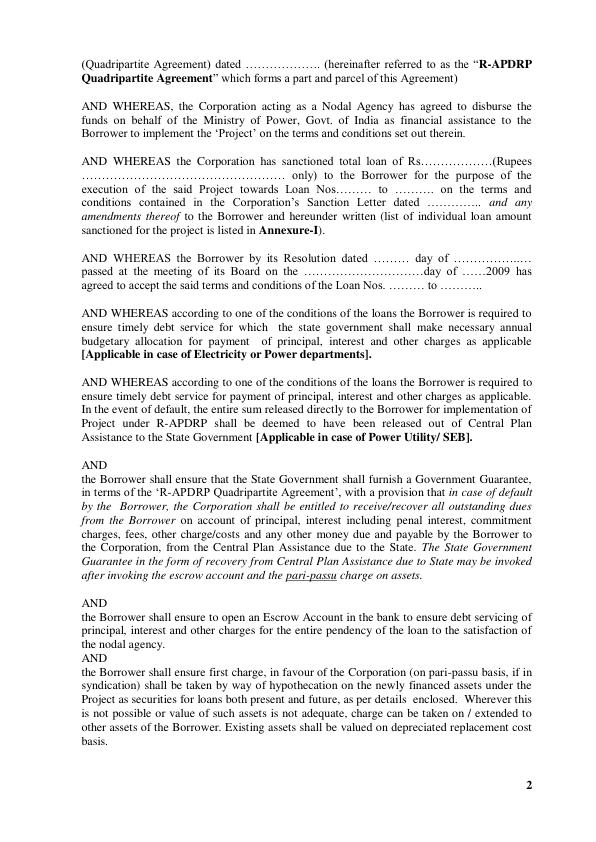 (Quadripartite Agreement) dated ……………….. (hereinafter referred to as the “R-APDRP
Quadripartite Agreement” which forms a part and parcel of this Agreement)
AND WHEREAS, the Corporation acting as a Nodal Agency has agreed to disburse the
funds on behalf of the Ministry of Power, Govt. of India as financial assistance to the
Borrower to implement the ‘Project’ on the terms and conditions set out therein.
AND WHEREAS the Corporation has sanctioned total loan of Rs………………(Rupees
………………………………………… only) to the Borrower for the purpose of the
execution of the said Project towards Loan Nos……… to ……… on the terms and
conditions contained in the Corporation’s Sanction Letter dated ………….. and any
amendments thereof to the Borrower and hereunder written (list of individual loan amount
sanctioned for the project is listed in Annexure-I).
AND WHEREAS the Borrower by its Resolution dated ……… day of ……………..…
passed at the meeting of its Board on the …………………………day of ……2009 has
agreed to accept the said terms and conditions of the Loan Nos. ……… to ………..
AND WHEREAS according to one of the conditions of the loans the Borrower is required to
ensure timely debt service for which the state government shall make necessary annual
budgetary allocation for payment of principal, interest and other charges as applicable
[Applicable in case of Electricity or Power departments].
AND WHEREAS according to one of the conditions of the loans the Borrower is required to
ensure timely debt service for payment of principal, interest and other charges as applicable.
In the event of default, the entire sum released directly to the Borrower for implementation of
Project under R-APDRP shall be deemed to have been released out of Central Plan
Assistance to the State Government [Applicable in case of Power Utility/ SEB].
AND
the Borrower shall ensure that the State Government shall furnish a Government Guarantee,
in terms of the ‘R-APDRP Quadripartite Agreement’, with a provision that in case of default
by the Borrower, the Corporation shall be entitled to receive/recover all outstanding dues
from the Borrower on account of principal, interest including penal interest, commitment
charges, fees, other charge/costs and any other money due and payable by the Borrower to
the Corporation, from the Central Plan Assistance due to the State. The State Government
Guarantee in the form of recovery from Central Plan Assistance due to State may be invoked
after invoking the escrow account and the pari-passu charge on assets.
AND
the Borrower shall ensure to open an Escrow Account in the bank to ensure debt servicing of
principal, interest and other charges for the entire pendency of the loan to the satisfaction of
the nodal agency.
AND
the Borrower shall ensure first charge, in favour of the Corporation (on pari-passu basis, if in
syndication) shall be taken by way of hypothecation on the newly financed assets under the
Project as securities for loans both present and future, as per details enclosed. Wherever this
is not possible or value of such assets is not adequate, charge can be taken on / extended to
other assets of the Borrower. Existing assets shall be valued on depreciated replacement cost
basis.
2